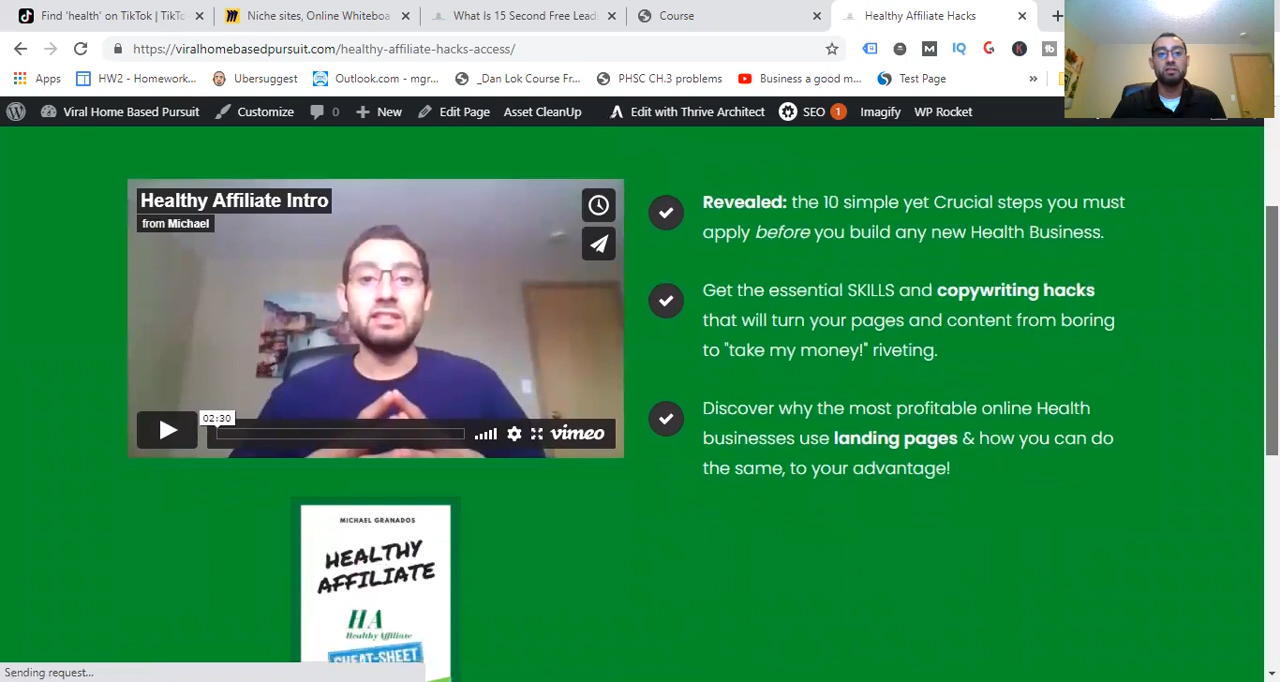 Find 'health' on TikTok | TikTo
Niche sites, Online Whiteboa
What Is 15 Second Free Lead
Course
Healthy Affiliate Hacks
https://viralhomebasedpursuit.com/healthy-affiliate-hacks-access/
Apps
HW2 - Homework...
Ubersuggest
Outlook.com - mgr...
_Dan Lok Course Fr...
PHSC CH.3 problems
Business a good m...
Test Page
Viral Home Based Pursuit
Customize
0
New
Edit Page
Asset CleanUp
Edit with Thrive Architect
SEO 1
Imagify
WP Rocket
Healthy Affiliate Intro
from Michael
02:30
vimeo
Revealed: the 10 simple yet Crucial steps you must
apply before you build any new Health Business.
Get the essential SKILLS and copywriting hacks
that will turn your pages and content from boring
to "take my money!" riveting.
Discover why the most profitable online Health
businesses use landing pages & how you can do
the same, to your advantage!
MICHAEL GRANADOS
HEALTHY
AFFILIATE
HA
Healthy Affiliate
CHEAT-SHEET
Sending request...